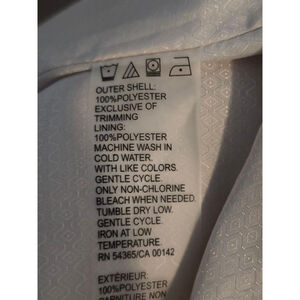 OUTER SHELL:
100%POLYESTER
EXCLUSIVE OF
TRIMMING
LINING:
100%POLYESTER
MACHINE WASH IN
COLD WATER.
WITH LIKE COLORS.
GENTLE CYCLE.
ONLY NON-CHLORINE
BLEACH WHEN NEEDED.
TUMBLE DRY LOW.
GENTLE CYCLE.
IRON AT LOW
TEMPERATURE.
RN 54365/CA 00142
EXTÉRIEUR:
100%POLYESTER
GARNITURE NON